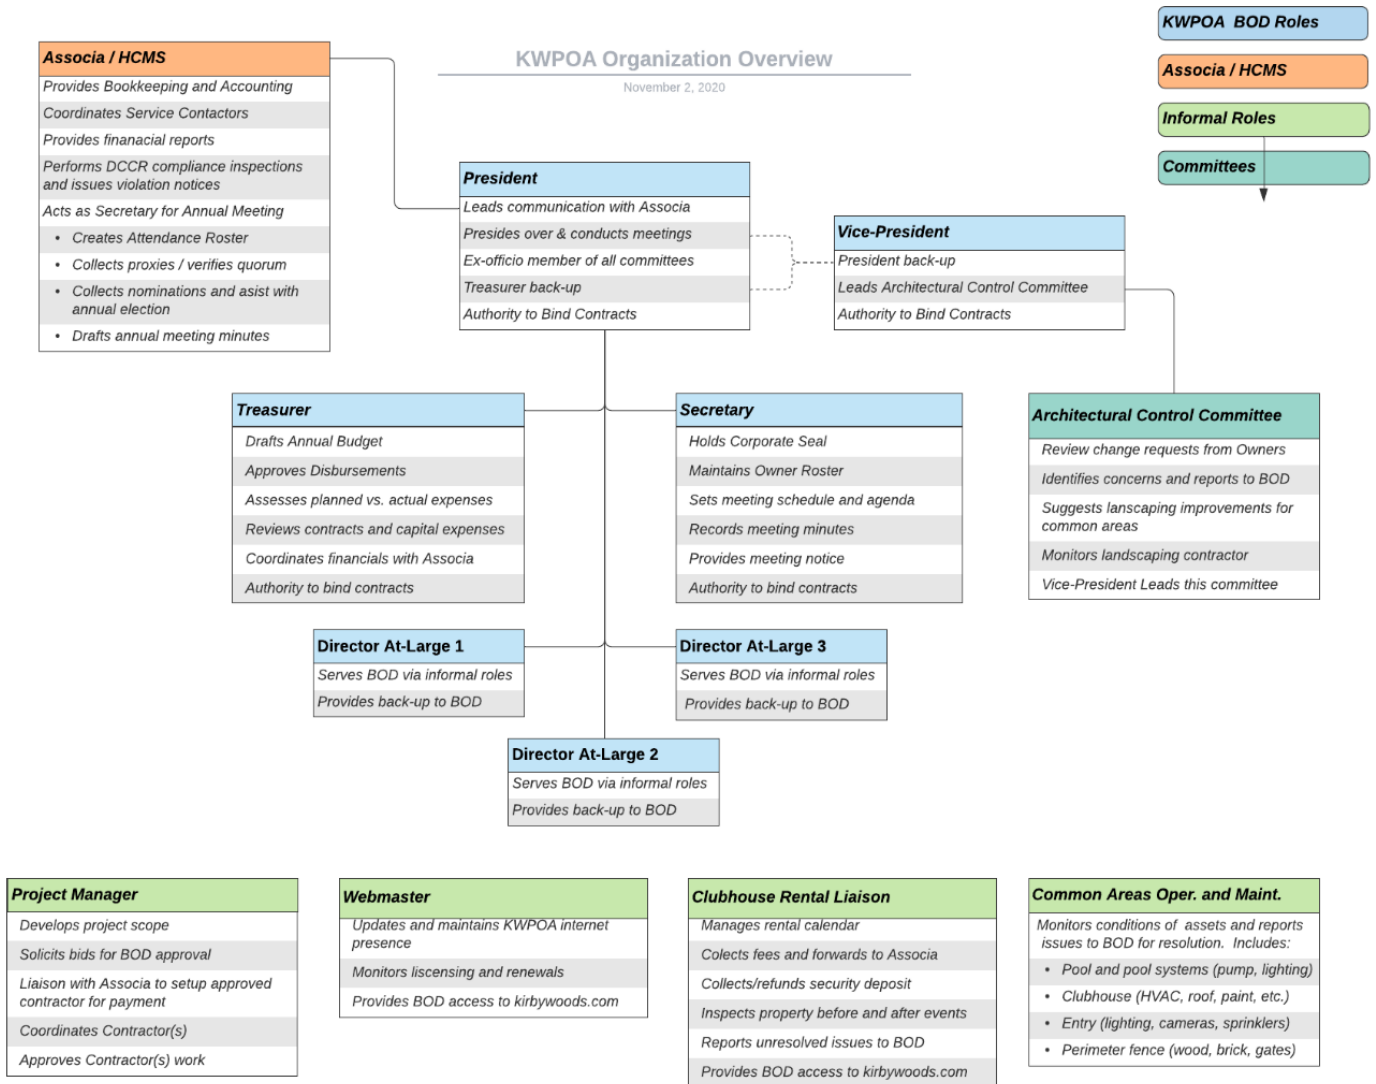 KWPOA Organization Overview
November 2, 2020
KWPOA  BOD Roles
Associa / HCMS
Informal Roles
Committees
Associa / HCMS
Provides Bookkeeping and Accounting
Coordinates Service Contactors
Provides finanacial reports
Performs DCCR compliance inspections
and issues violation notices
Acts as Secretary for Annual Meeting
• Creates Attendance Roster
• Collects proxies / verifies quorum
• Collects nominations and asist with
annual election
• Drafts annual meeting minutes
President
Leads communication with Associa
Presides over & conducts meetings
Ex-officio member of all committees
Treasurer back-up
Authority to Bind Contracts
Vice-President
President back-up
Leads Architectural Control Committee
Authority to Bind Contracts
Treasurer
Drafts Annual Budget
Approves Disbursements
Assesses planned vs. actual expenses
Reviews contracts and capital expenses
Coordinates financials with Associa
Authority to bind contracts
Secretary
Holds Corporate Seal
Maintains Owner Roster
Sets meeting schedule and agenda
Records meeting minutes
Provides meeting notice
Authority to bind contracts
Architectural Control Committee
Review change requests from Owners
Identifies concerns and reports to BOD
Suggests lanscaping improvements for
common areas
Monitors landscaping contractor
Vice-President Leads this committee
Director At-Large 1
Serves BOD via informal roles
Provides back-up to BOD
Director At-Large 3
Serves BOD via informal roles
Provides back-up to BOD
Director At-Large 2
Serves BOD via informal roles
Provides back-up to BOD
Project Manager
Develops project scope
Solicits bids for BOD approval
Liaison with Associa to setup approved
contractor for payment
Coordinates Contractor(s)
Approves Contractor(s) work
Webmaster
Updates and maintains KWPOA internet
presence
Monitors liscensing and renewals
Provides BOD access to kirbywoods.com
Clubhouse Rental Liaison
Manages rental calendar
Colects fees and forwards to Associa
Collects/refunds security deposit
Inspects property before and after events
Reports unresolved issues to BOD
Provides BOD access to kirbywoods.com
Common Areas Oper. and Maint.
Monitors conditions of  assets and reports
issues to BOD for resolution.  Includes:
• Pool and pool systems (pump, lighting)
• Clubhouse (HVAC, roof, paint, etc.)
• Entry (lighting, cameras, sprinklers)
• Perimeter fence (wood, brick, gates)